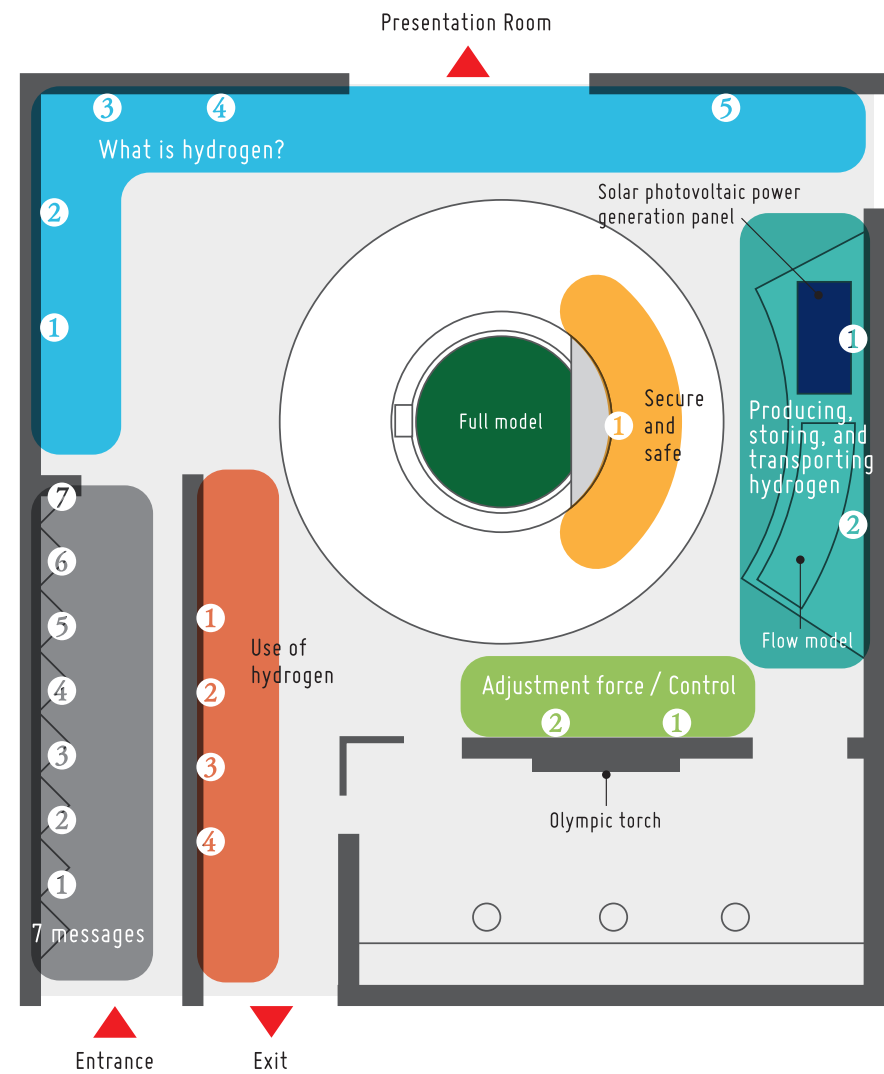 Presentation Room
3
4
5
What is hydrogen?
2
1
Solar photovoltaic power
generation panel
1
Full model
1
Secure
and
safe
Producing,
storing, and
transporting
hydrogen
2
Flow model
7
6
5
4
3
2
1
7 messages
1
2
3
4
Use of
hydrogen
Adjustment force / Control
2
1
Olympic torch
Entrance
Exit